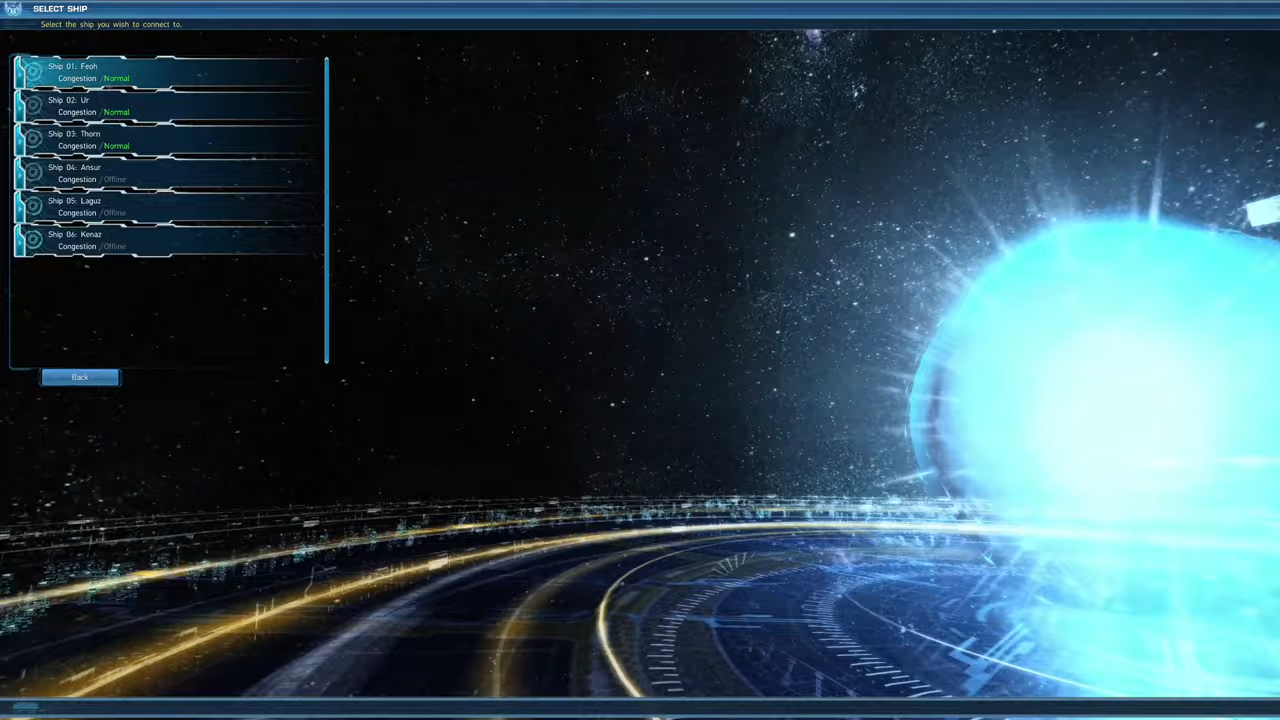 SELECT SHIP
Select the ship you wish to connect to.
Ship 01: Feoh
Congestion /Normal
Ship 02: Ur
Congestion /Normal
Ship 03: Thorn
Congestion /Normal
Ship 04: Ansur
Congestion /Offline
Ship 05: Laguz
Congestion /Offline
Ship 06: Kenaz
Congestion /Offline
Back